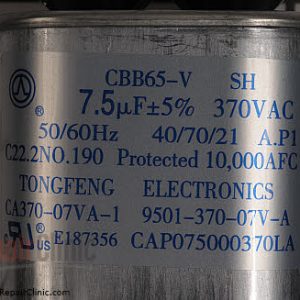 CBB65-V SH
7.5μF±5% 370VAC
50/60Hz 40/70/21 A.P1
C22.2NO.190 Protected 10,000AFC
TONGFENG ELECTRONICS
CA370-07VA-1 9501-370-07V-A
US E187356 CAP075000370LA
RepairClinic.com